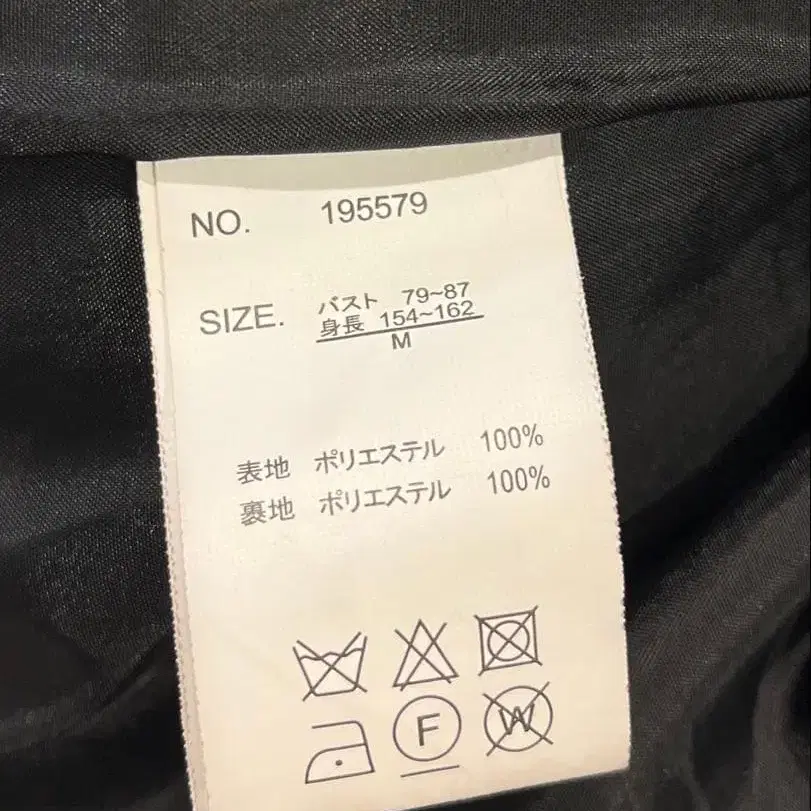 NO. 195579
SIZE. バスト 79~87
身長 154~162
M
表地 ポリエステル 100%
裏地 ポリエステル 100%
F W